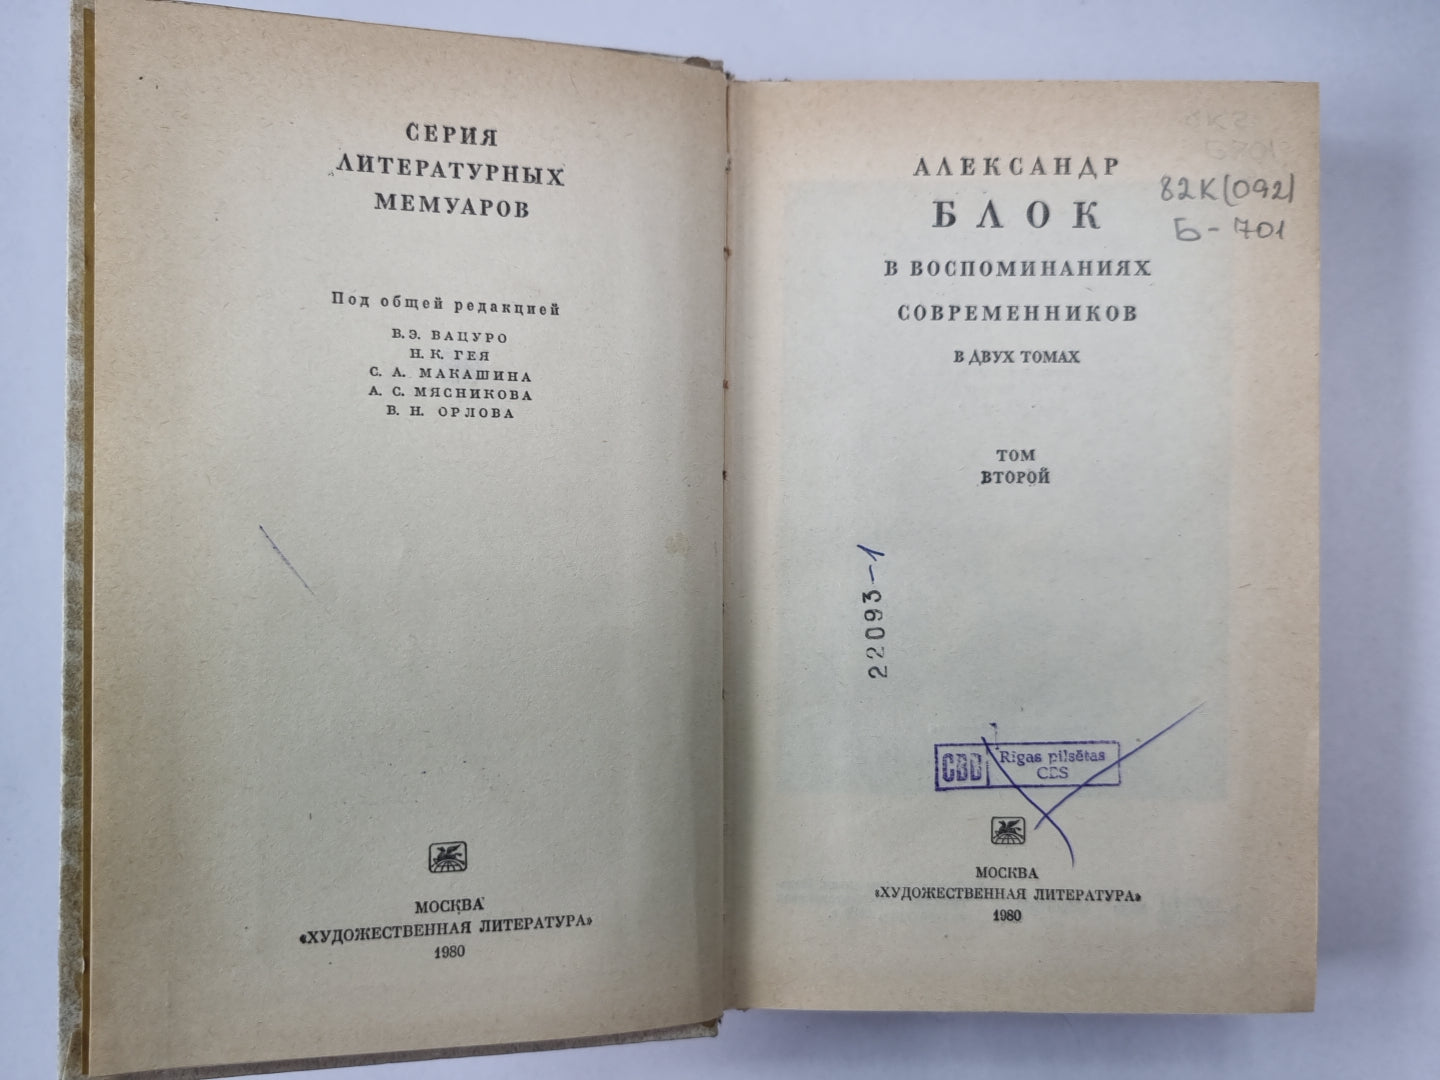 СЕРИЯ
ЛИТЕРАТУРНЫХ
МЕМУАРОВ
Под общей редакцией
В.Э. ВАЦУРО
Н. К. ГЕЯ
С. А. МАКАШИНА
А. С. МЯСНИКОВА
В. Н. ОРЛОВА
МОСКВА
«ХУДОЖЕСТВЕННАЯ ЛИТЕРАТУРА»
1980
АЛЕКСАНДР
БЛОК
82К(092)
Б-701
В ВОСПОМИНАНИЯХ
СОВРЕМЕННИКОВ
В ДВУХ ТОМАХ
ТОМ
ВТОРОЙ
22093-1
CBD
Rīgas pilsētas
CBS
МОСКВА
«ХУДОЖЕСТВЕННАЯ ЛИТЕРАТУРА»
1980